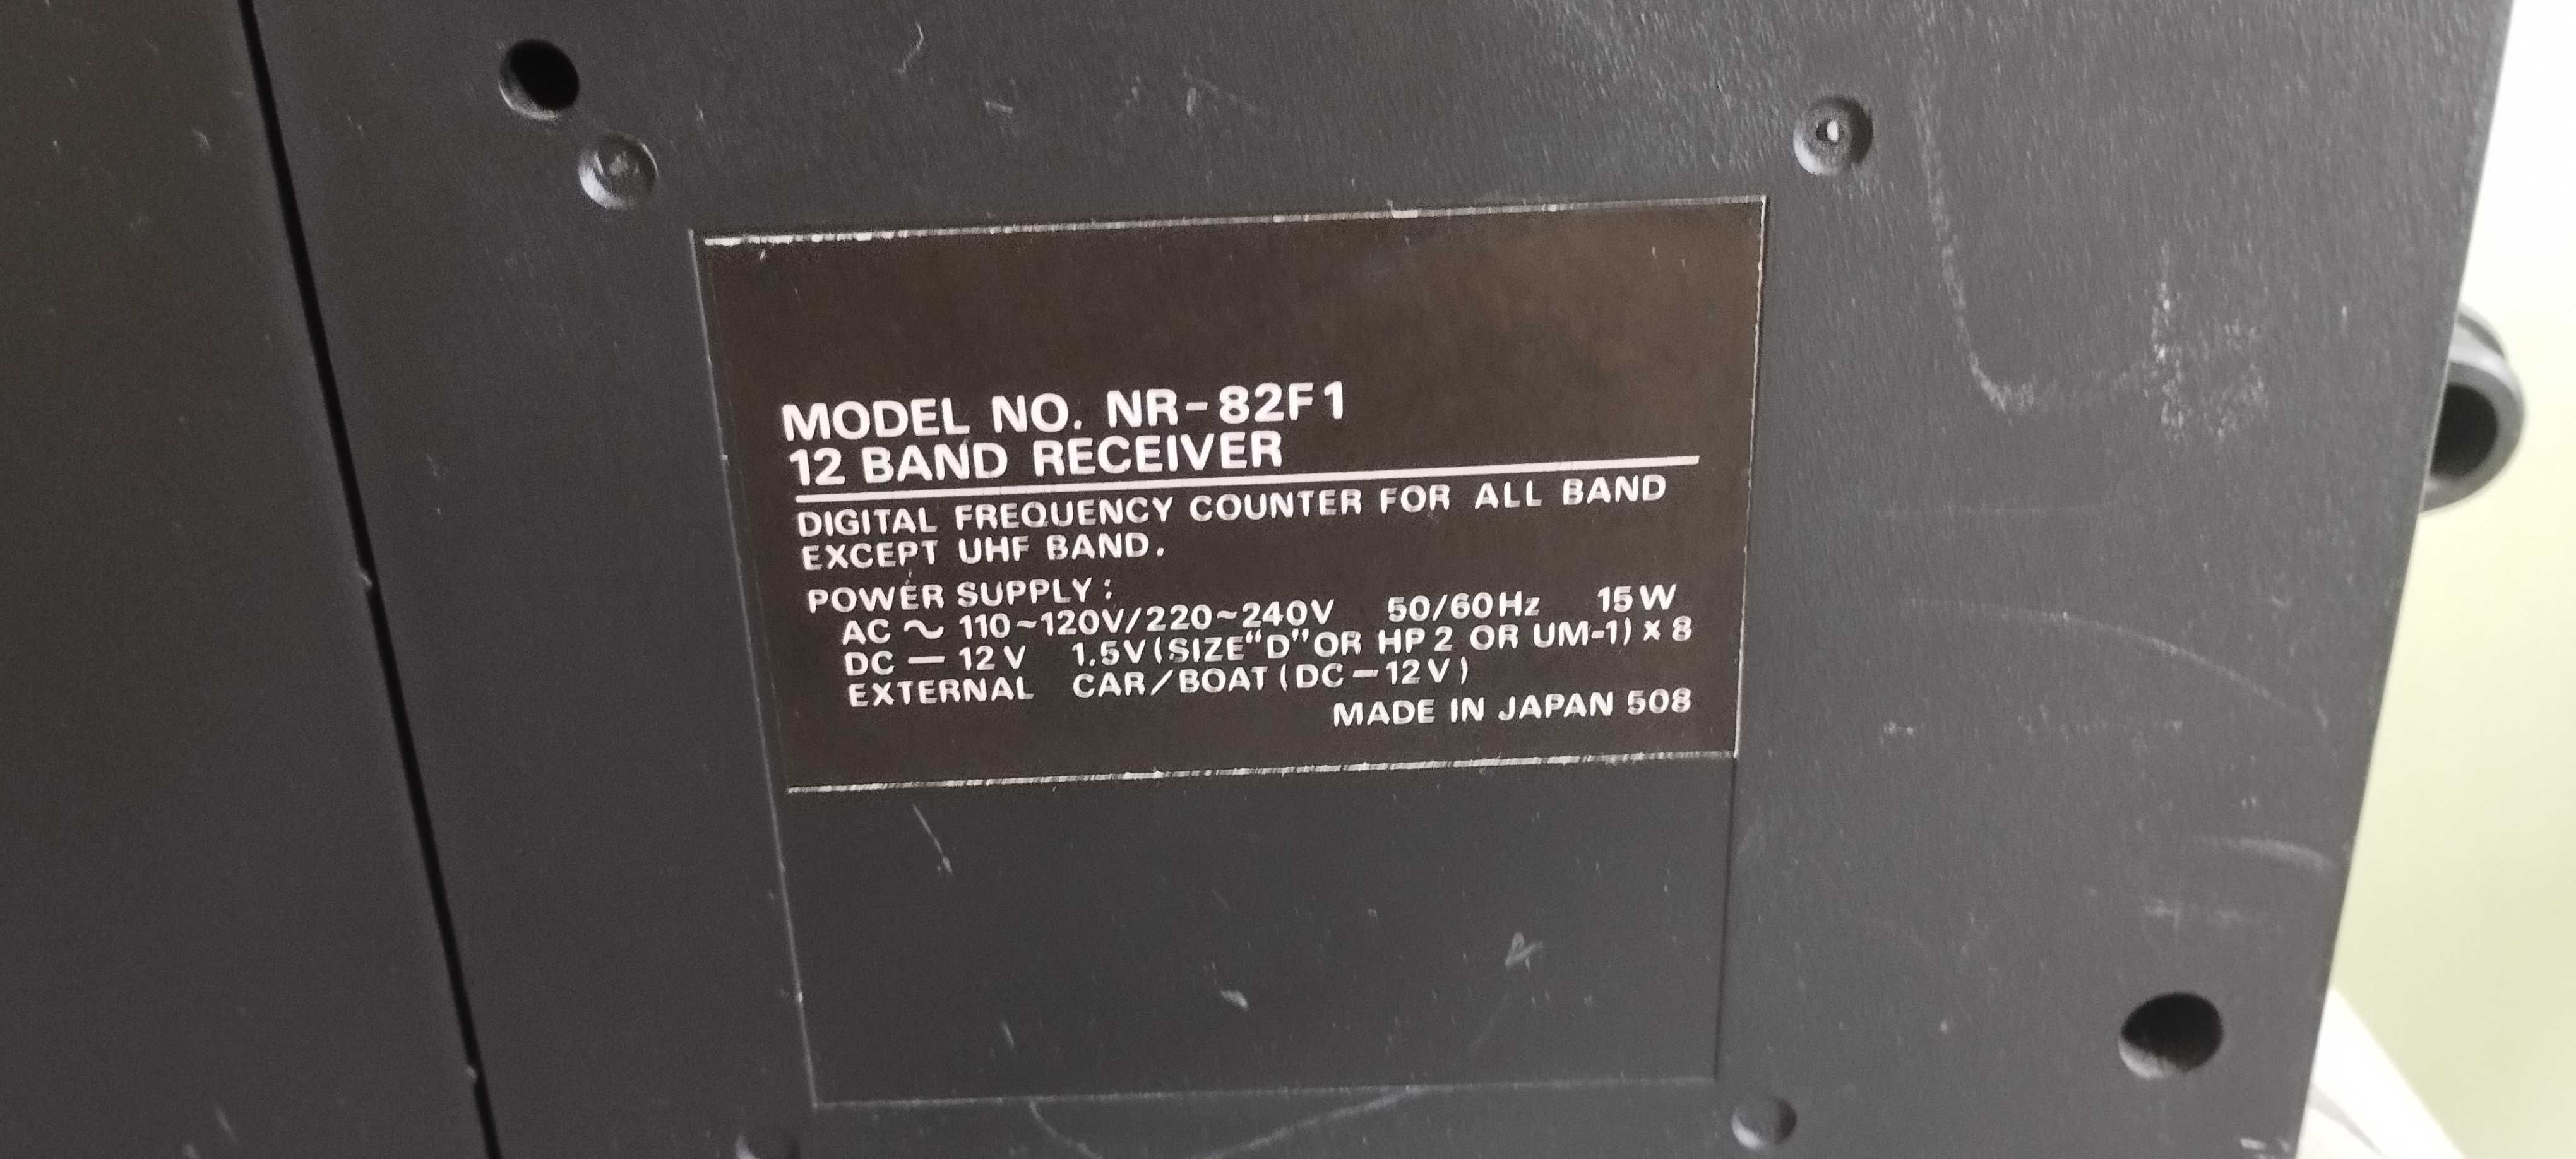 MODEL NO. NR-82F1
12 BAND RECEIVER
DIGITAL FREQUENCY COUNTER FOR ALL BAND
EXCEPT UHF BAND.
POWER SUPPLY:
AC ~ 110~120V/220~240V 50/60Hz 15W
DC — 12V 1.5V(SIZE"D"OR HP2 OR UM-1) x 8
EXTERNAL CAR/BOAT (DC — 12V)
MADE IN JAPAN 508